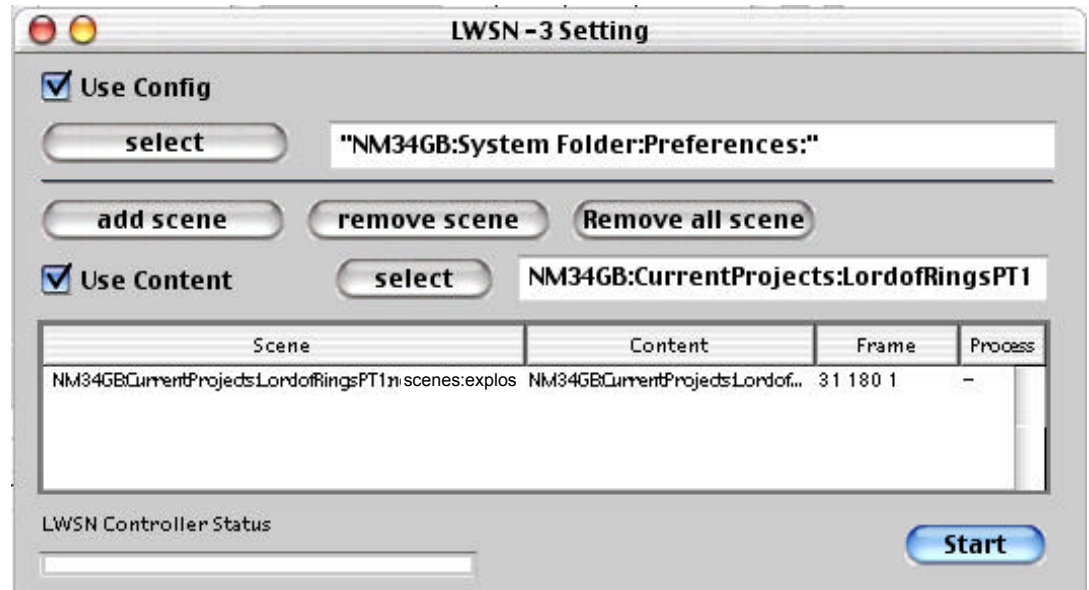 LWSN -3 Setting
Use Config
select "NM34GB:System Folder:Preferences:"
add scene remove scene Remove all scene
Use Content select NM34GB:CurrentProjects:LordofRingsPT1
Scene Content Frame Process
NM34GB:CurrentProjects:LordofRingsPT1 scenes:explos NM34GB:CurrentProjects:Lordof... 31 180 1 –
LWSN Controller Status
Start